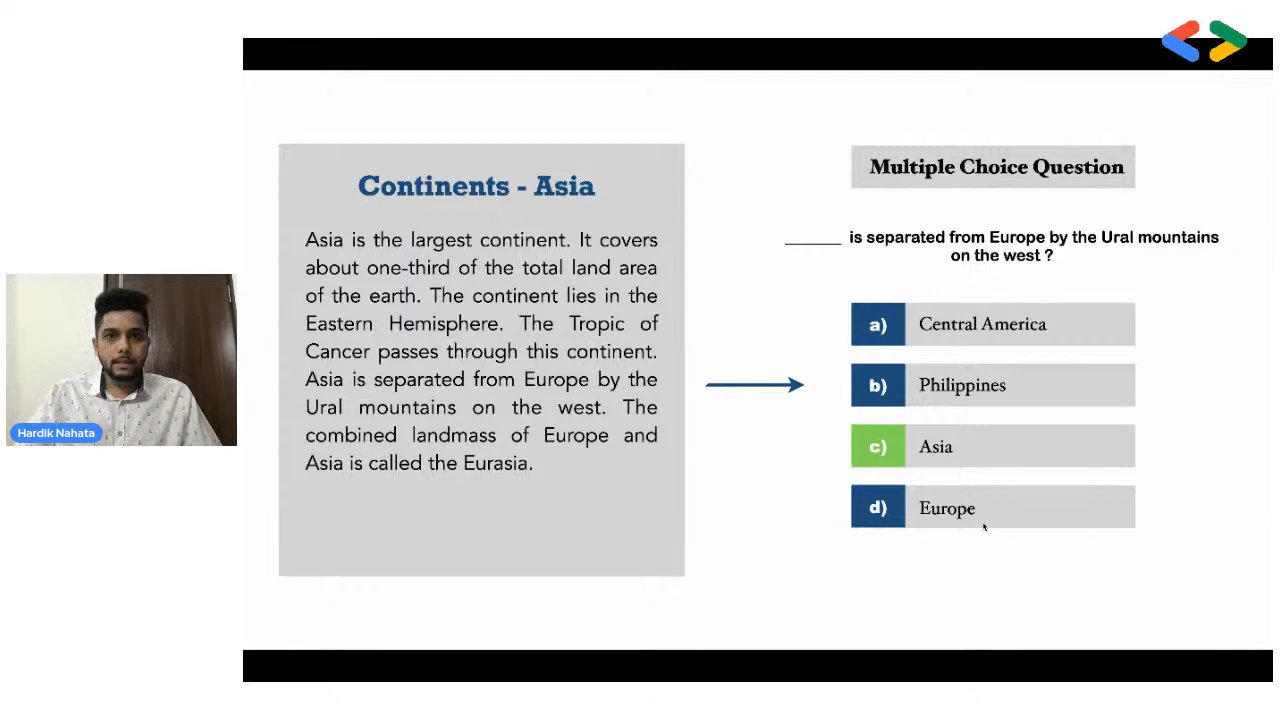 Continents - Asia
Asia is the largest continent. It covers
about one-third of the total land area
of the earth. The continent lies in the
Eastern Hemisphere. The Tropic of
Cancer passes through this continent.
Asia is separated from Europe by the
Ural mountains on the west. The
combined landmass of Europe and
Asia is called the Eurasia.
Multiple Choice Question
______ is separated from Europe by the Ural mountains
on the west ?
a) Central America
b) Philippines
c) Asia
d) Europe
Hardik Nahata